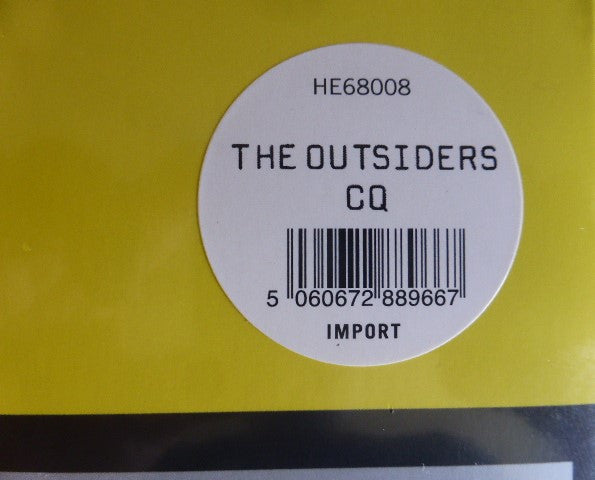 HE68008
THE OUTSIDERS
CQ
5 060672 889667
IMPORT